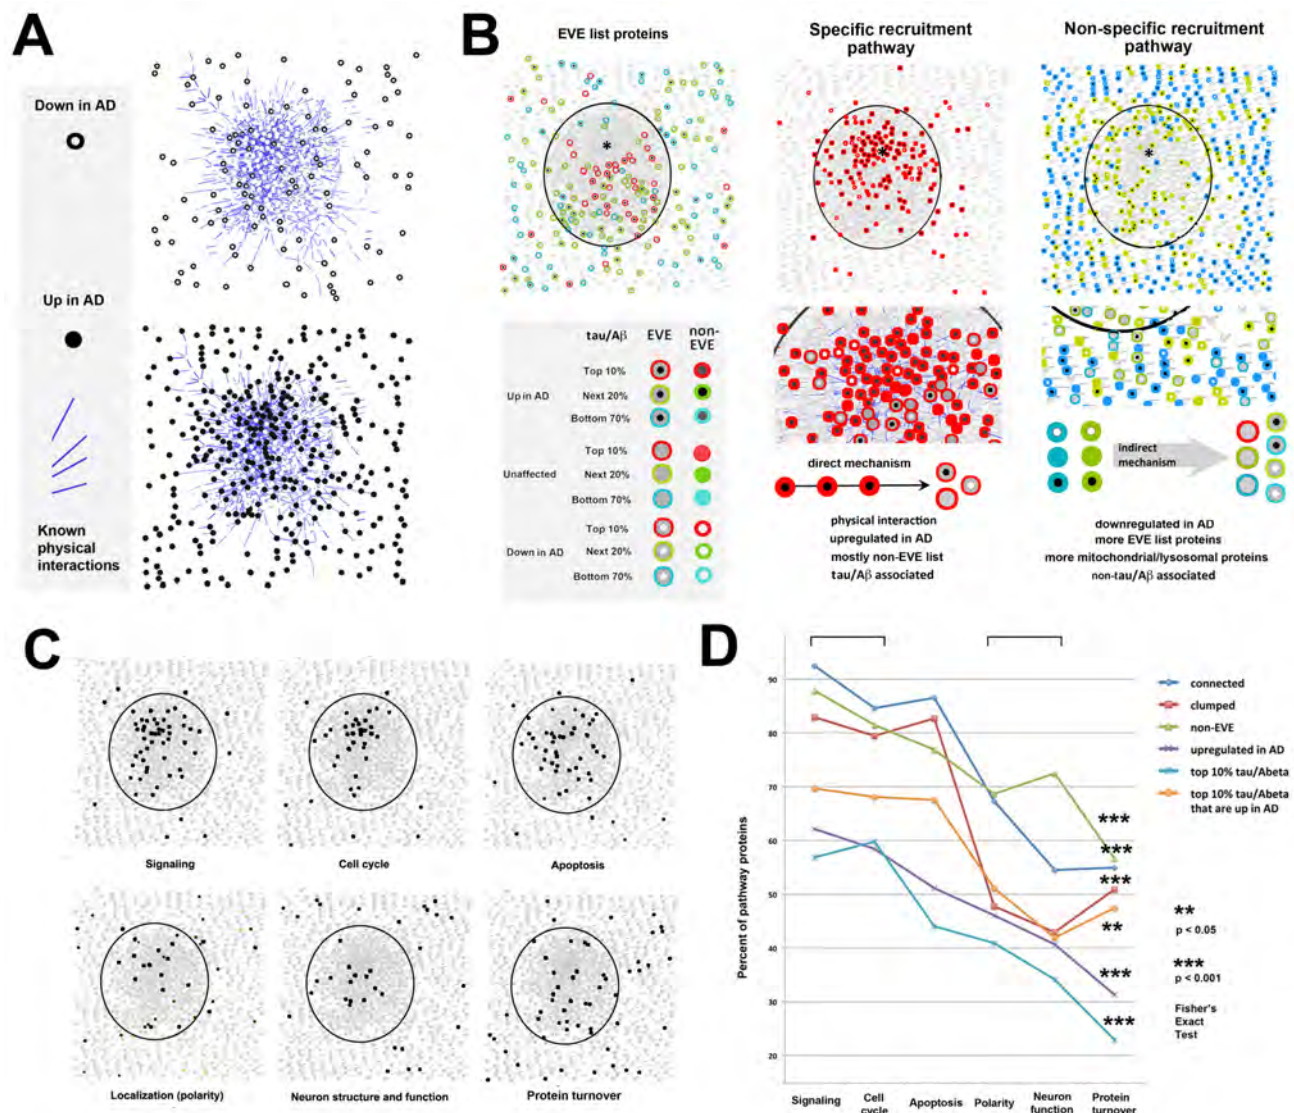 A
Down in AD
Up in AD
Known
physical
interactions
B
EVE list proteins
Specific recruitment
pathway
Non-specific recruitment
pathway
*
*
*
tau/Aβ EVE non-
EVE
Top 10%
Up in AD Next 20%
Bottom 70%
Top 10%
Unaffected Next 20%
Bottom 70%
Top 10%
Down in AD Next 20%
Bottom 70%
direct mechanism
physical interaction
upregulated in AD
mostly non-EVE list
tau/Aβ associated
indirect
mechanism
downregulated in AD
more EVE list proteins
more mitochondrial/lysosomal proteins
non-tau/Aβ associated
C
Signaling
Cell cycle
Apoptosis
Localization (polarity)
Neuron structure and function
Protein turnover
D
Percent of pathway proteins
90
80
70
60
50
40
30
20
Signaling
Cell
cycle
Apoptosis
Polarity
Neuron
function
Protein
turnover
connected
clumped
non-EVE
upregulated in AD
top 10% tau/Abeta
top 10% tau/Abeta
that are up in AD
***
***
***
**
***
***
**
p < 0.05
***
p < 0.001
Fisher's
Exact
Test